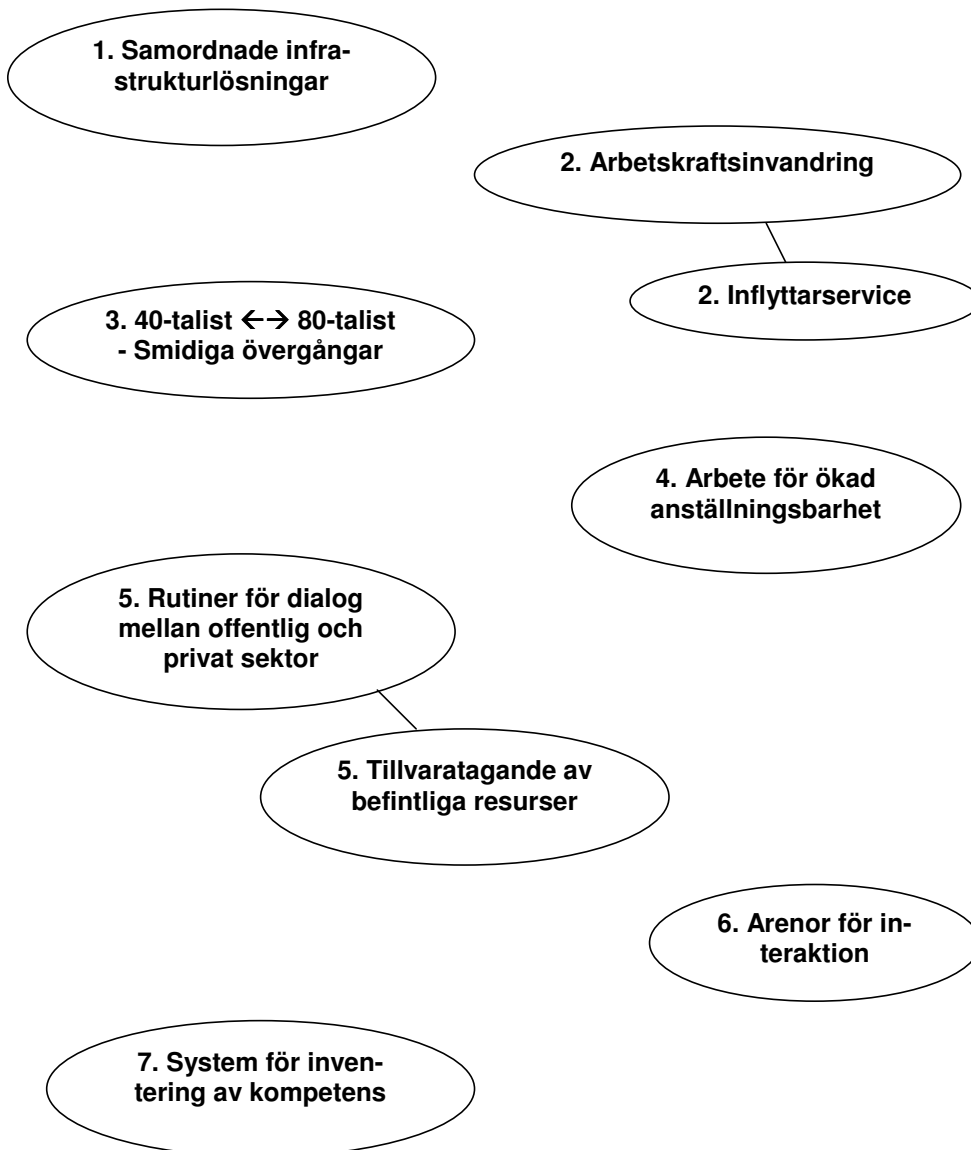 1. Samordnade infra-
strukturlösningar
2. Arbetskraftsinvandring
2. Inflyttarservice
3. 40-talist ←→ 80-talist
- Smidiga övergångar
4. Arbete för ökad
anställningsbarhet
5. Rutiner för dialog
mellan offentlig och
privat sektor
5. Tillvaratagande av
befintliga resurser
6. Arenor för in-
teraktion
7. System för inven-
tering av kompetens